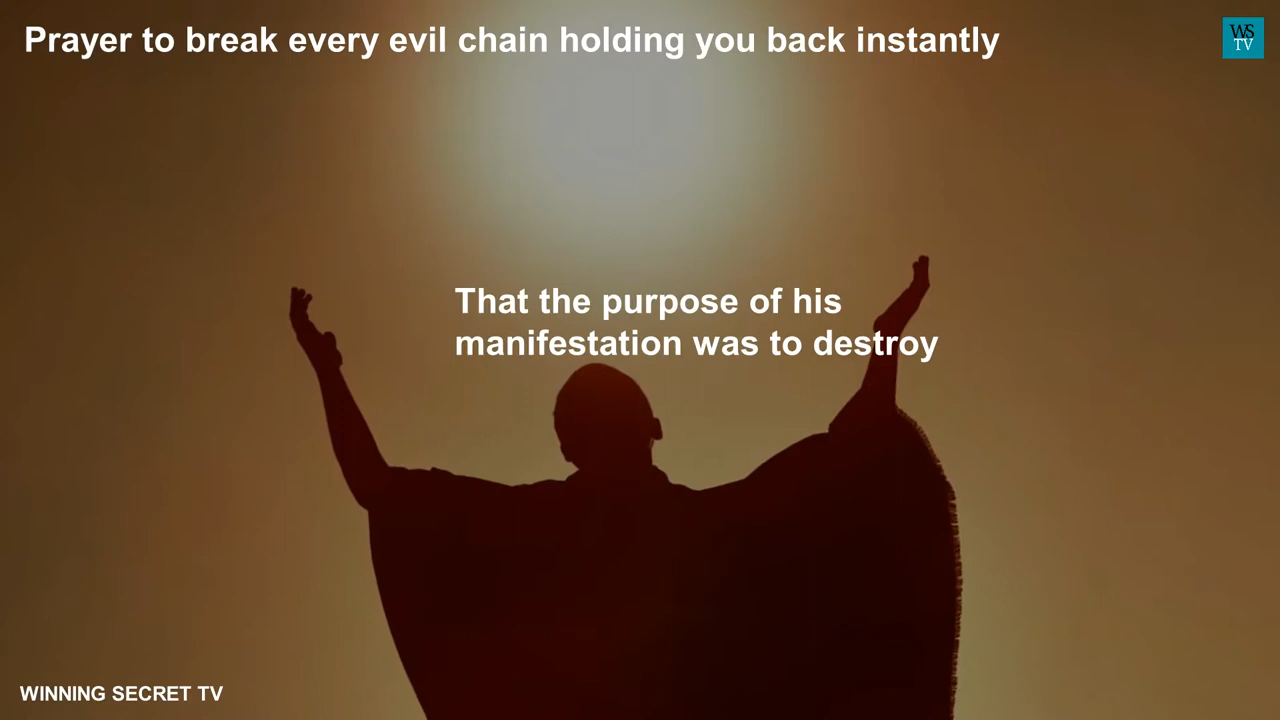 Prayer to break every evil chain holding you back instantly
WS
TV
That the purpose of his
manifestation was to destroy
WINNING SECRET TV